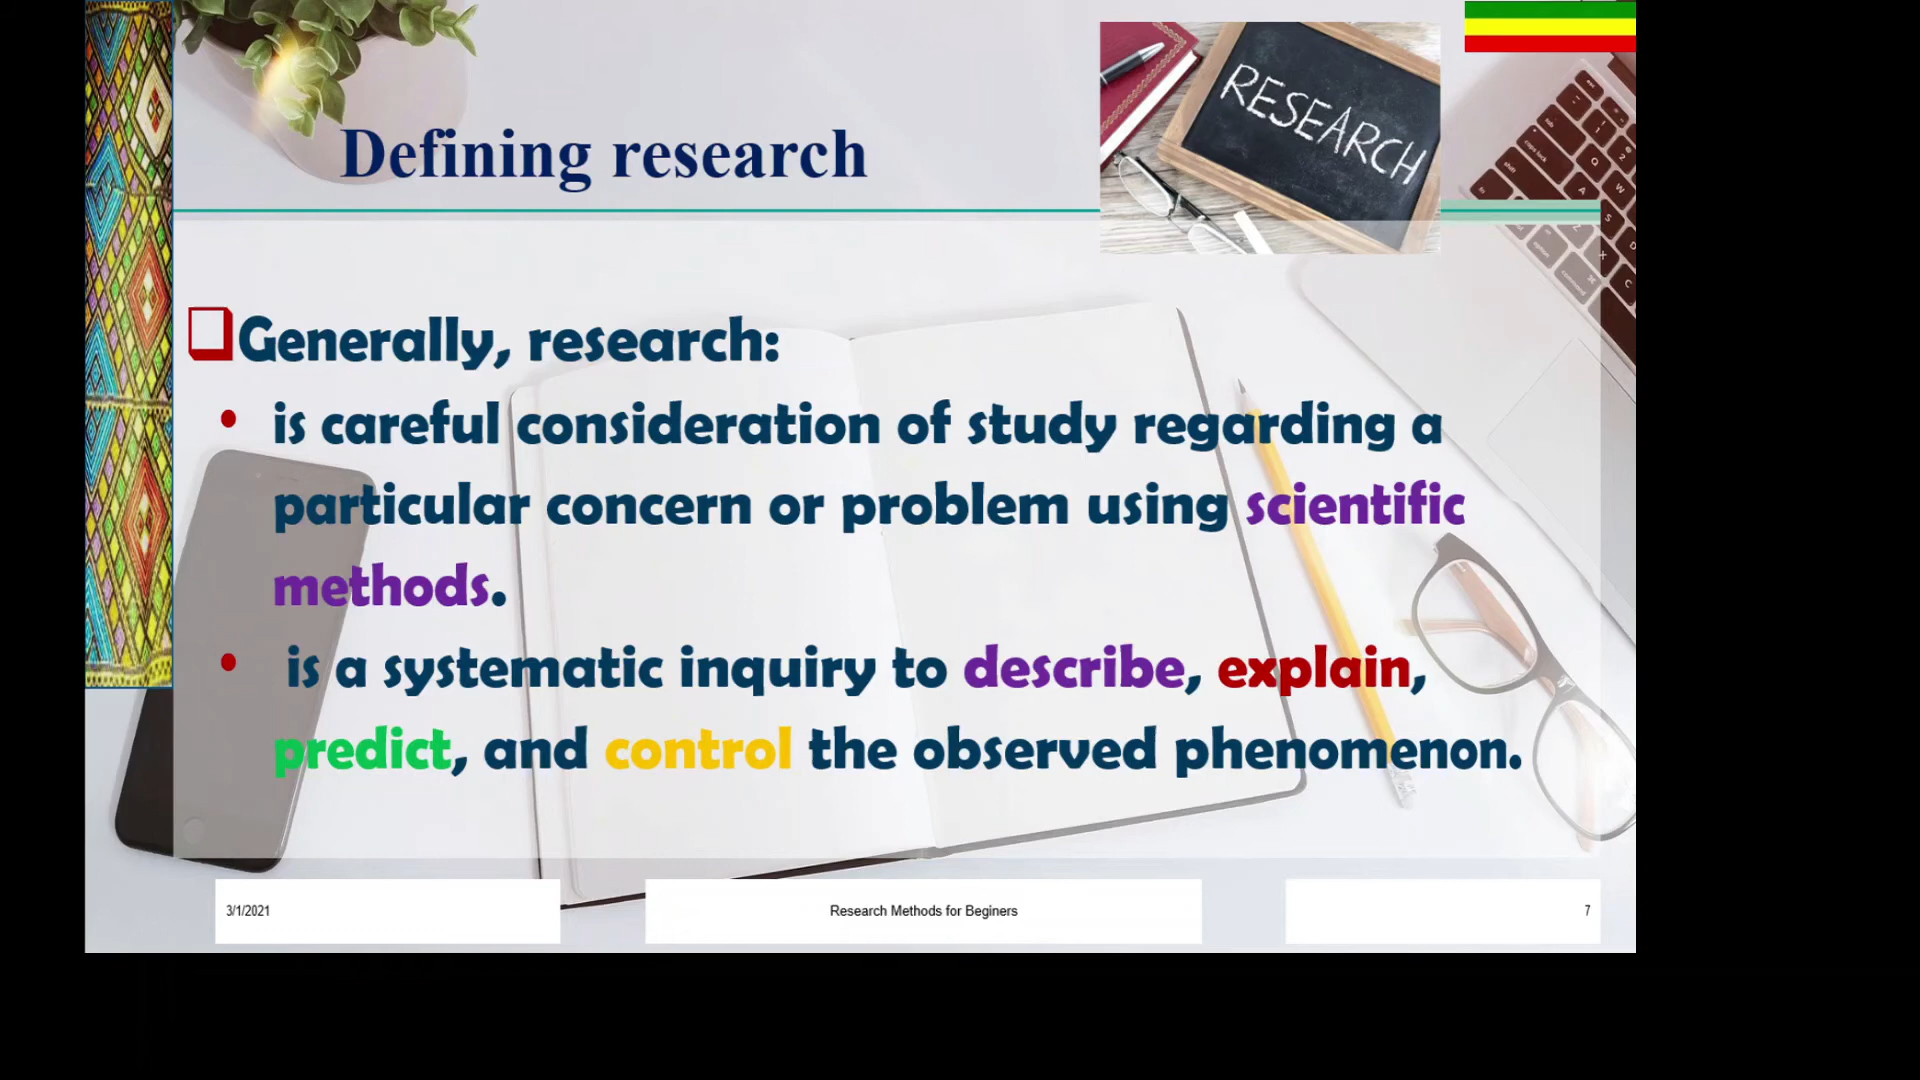 RESEARCH
Defining research
Generally, research:
• is careful consideration of study regarding a
particular concern or problem using scientific
methods.
• is a systematic inquiry to describe, explain,
predict, and control the observed phenomenon.
3/1/2021
Research Methods for Beginers
7